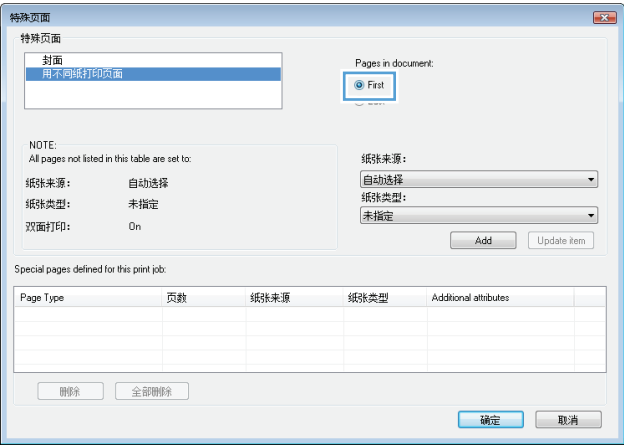 特殊页面
特殊页面
封面
用不同纸打印页面
Pages in document:
First
NOTE:
All pages not listed in this table are set to:
纸张来源: 自动选择
纸张类型: 未指定
双面打印: On
纸张来源:
自动选择
纸张类型:
未指定
Add Update item
Special pages defined for this print job:
Page Type 页数 纸张来源 纸张类型 Additional attributes
删除 全部删除
确定 取消